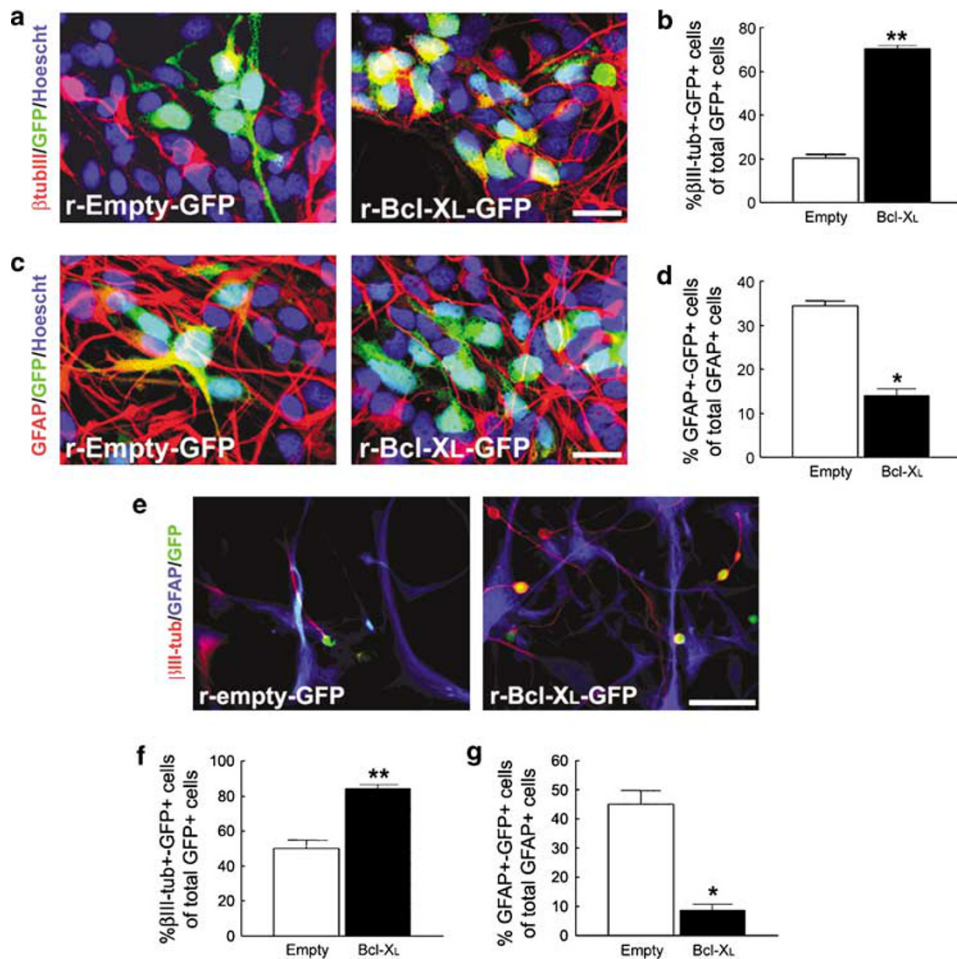 a
βtubIII/GFP/Hoescht
r-Empty-GFP
r-Bcl-XL-GFP
b
%βIII-tub+-GFP+ cells
of total GFP+ cells
80
60
40
20
0
**
Empty
Bcl-XL
c
GFAP/GFP/Hoescht
r-Empty-GFP
r-Bcl-XL-GFP
d
% GFAP+-GFP+ cells
of total GFAP+ cells
40
30
20
10
0
*
Empty
Bcl-XL
e
βIII-tub/GFAP/GFP
r-empty-GFP
r-Bcl-XL-GFP
f
%βIII-tub+-GFP+ cells
of total GFP+ cells
100
80
60
40
20
0
**
Empty
Bcl-XL
g
% GFAP+-GFP+ cells
of total GFAP+ cells
60
50
40
30
20
10
0
*
Empty
Bcl-XL